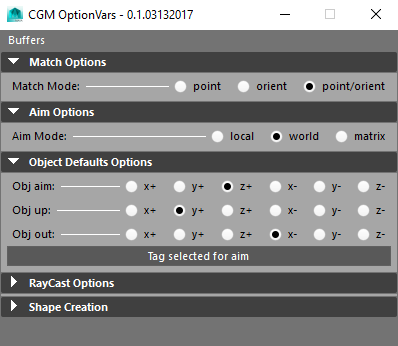 CGM OptionVars - 0.1.03132017
Buffers
Match Options
Match Mode: point orient point/orient
Aim Options
Aim Mode: local world matrix
Object Defaults Options
Obj aim: x+ y+ z+ x- y- z-
Obj up: x+ y+ z+ x- y- z-
Obj out: x+ y+ z+ x- y- z-
Tag selected for aim
RayCast Options
Shape Creation